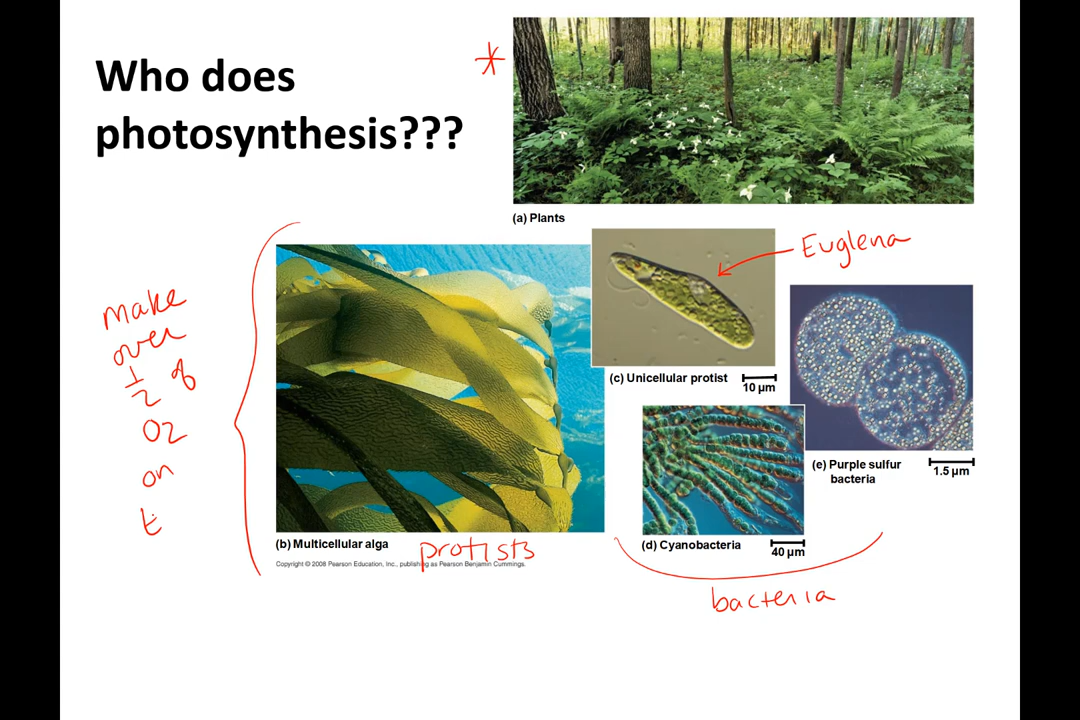 Who does
photosynthesis???
*
(a) Plants
Euglena
make
over
1/2 of
O2
on
t
(c) Unicellular protist
10 µm
(e) Purple sulfur
bacteria
1.5 µm
(b) Multicellular alga
protists
(d) Cyanobacteria
40 µm
Copyright © 2008 Pearson Education, Inc., publishing as Pearson Benjamin Cummings.
bacteria